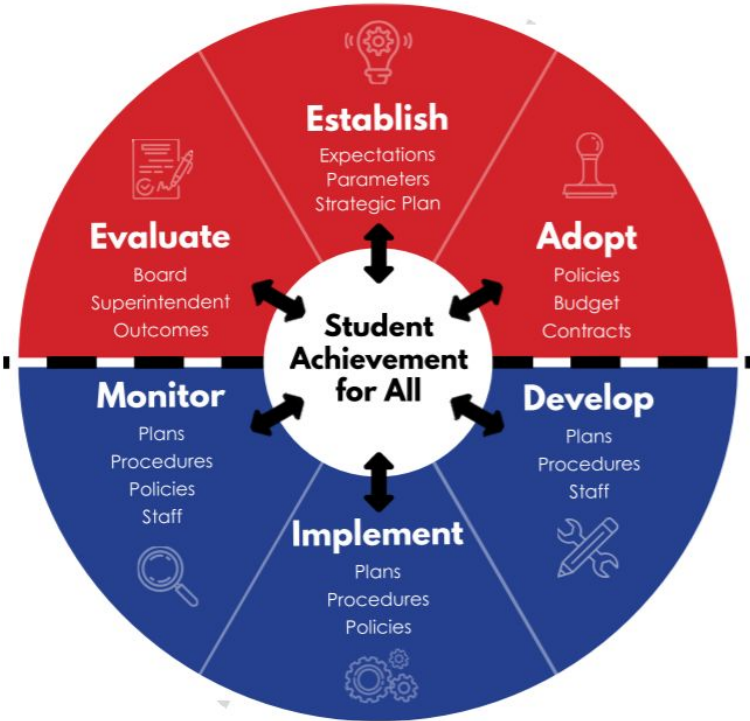 Establish
Expectations
Parameters
Strategic Plan
Adopt
Policies
Budget
Contracts
Develop
Plans
Procedures
Staff
Implement
Plans
Procedures
Policies
Monitor
Plans
Procedures
Policies
Staff
Evaluate
Board
Superintendent
Outcomes
Student
Achievement
for All